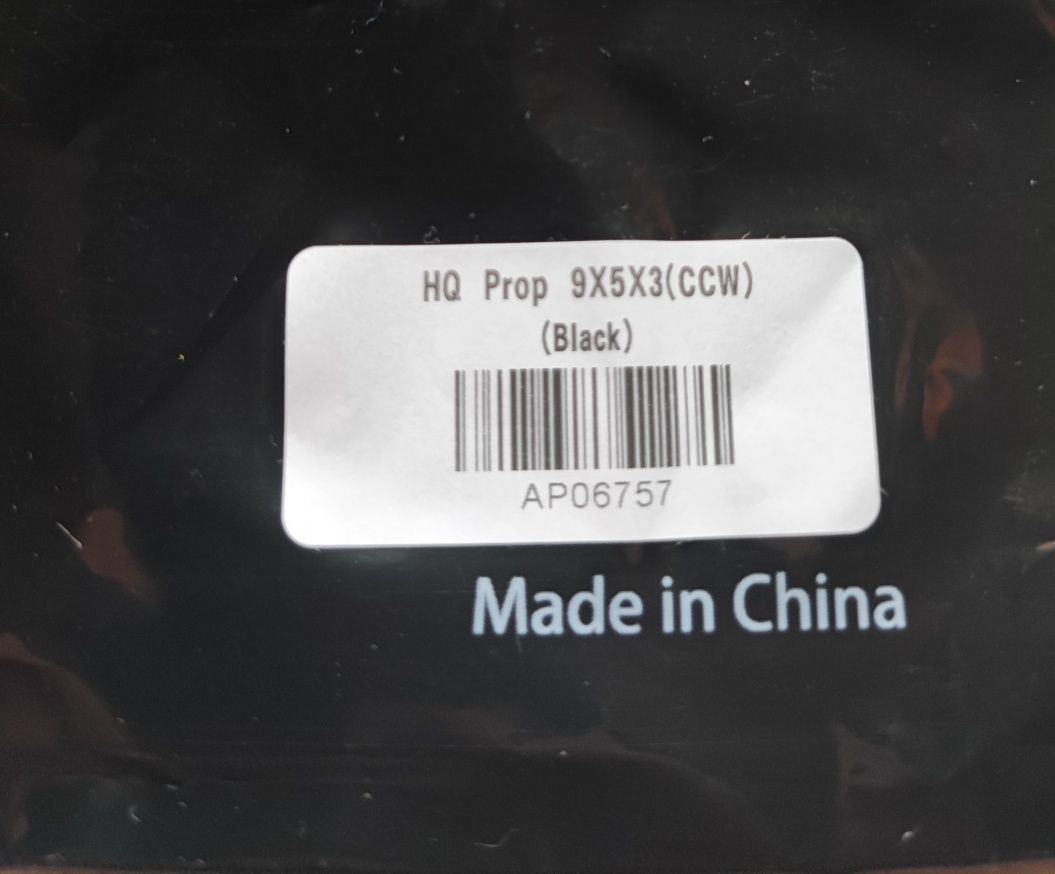 HQ Prop 9X5X3(CCW)
(Black)
AP06757
Made in China